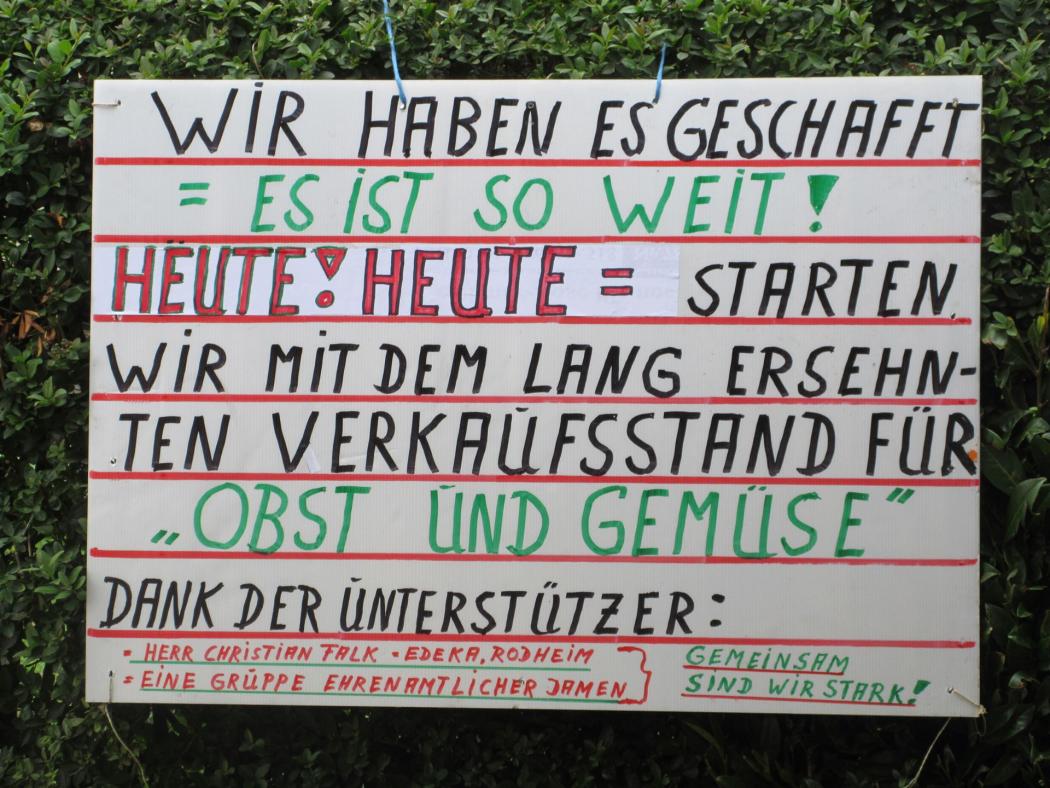 WIR HABEN ES GESCHAFFT
= ES IST SO WEIT!
HEUTE! HEUTE = STARTEN
WIR MIT DEM LANG ERSEHN-
TEN VERKAUFSSTAND FÜR
„OBST UND GEMÜSE"
DANK DER UNTERSTÜTZER:
- HERR CHRISTIAN FALK - EDEKA, RODHEIM
= EINE GRUPPE EHRENAMTLICHER DAMEN
GEMEINSAM
SIND WIR STARK!